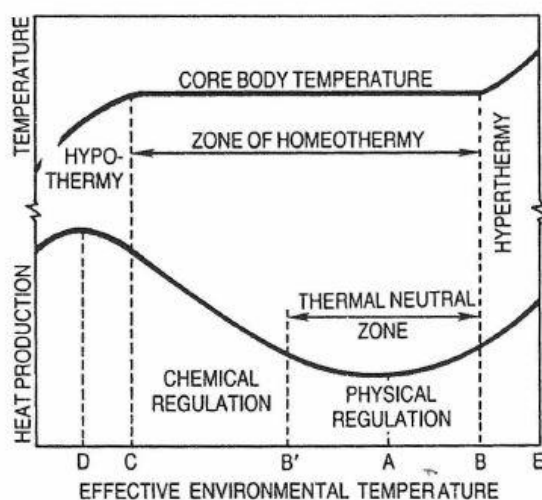 TEMPERATURE
CORE BODY TEMPERATURE
ZONE OF HOMEOTHERMY
HYPO-
THERMY
HYPERTHERMY
HEAT PRODUCTION
THERMAL NEUTRAL
ZONE
CHEMICAL
REGULATION
PHYSICAL
REGULATION
D C B' A B E
EFFECTIVE ENVIRONMENTAL TEMPERATURE